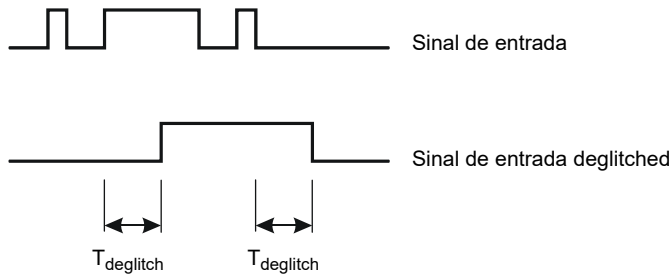 Sinal de entrada
Sinal de entrada deglitched
Tdeglitch
Tdeglitch